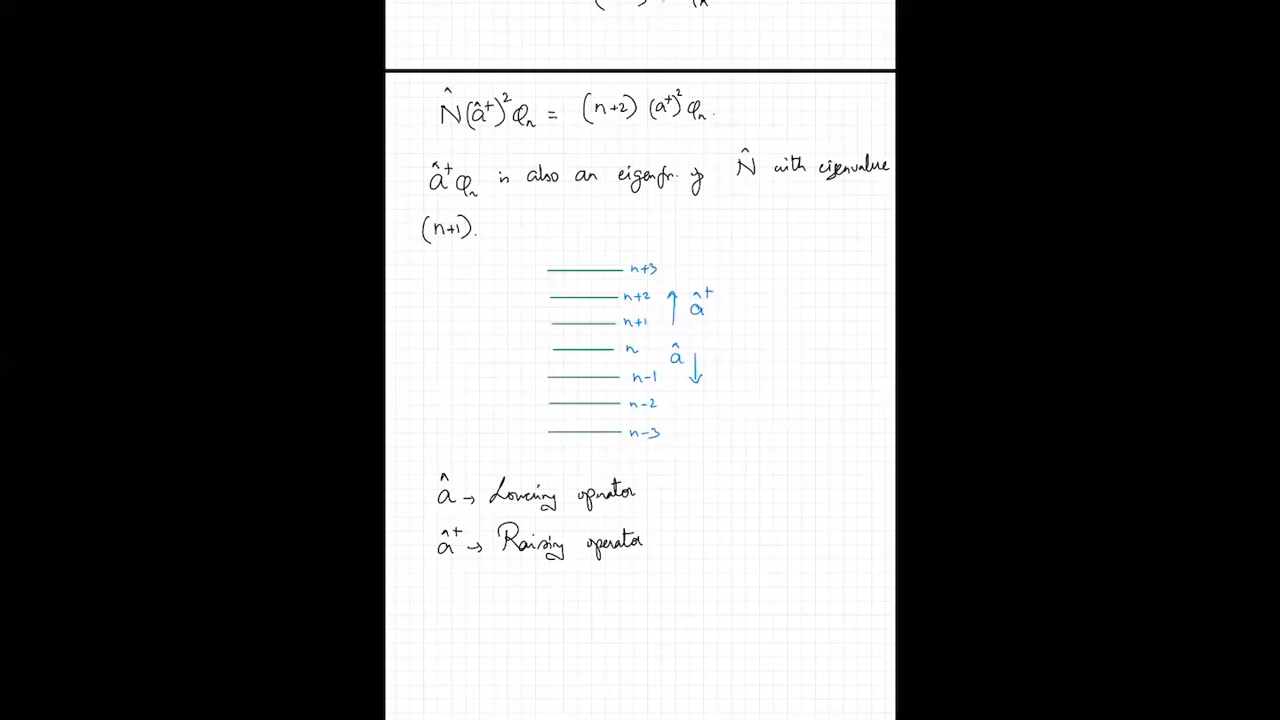 N̂(â⁺)²φₙ = (n+2) (a⁺)²φₙ.
â⁺φₙ is also an eigenfn. of N̂ with eigenvalue
(n+1).
n+3
n+2 â⁺
n+1
n â
n-1
n-2
n-3
â → Lowering operator
â⁺ → Raising operator